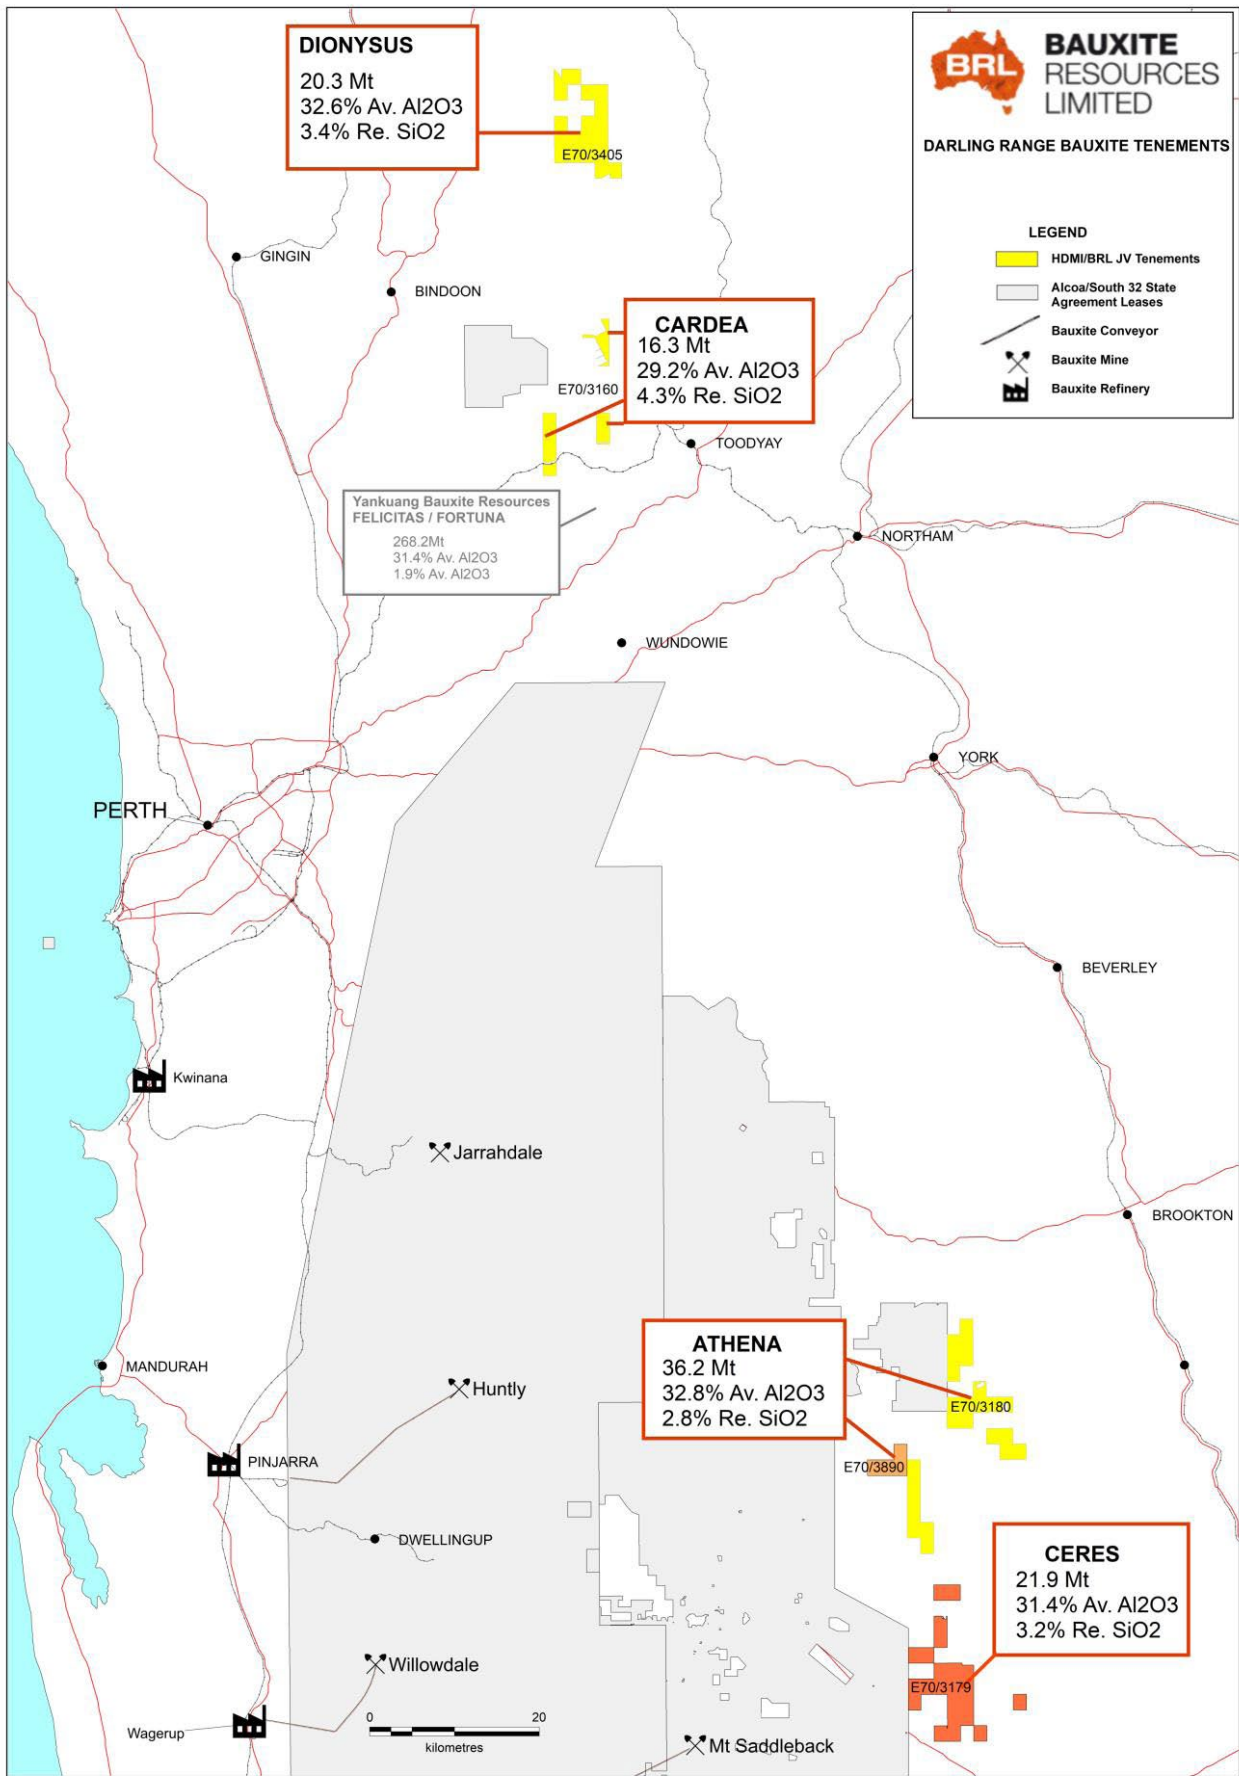 DIONYSUS
20.3 Mt
32.6% Av. Al2O3
3.4% Re. SiO2
E70/3405
BRL
BAUXITE
RESOURCES
LIMITED
DARLING RANGE BAUXITE TENEMENTS
LEGEND
HDMI/BRL JV Tenements
Alcoa/South 32 State
Agreement Leases
Bauxite Conveyor
Bauxite Mine
Bauxite Refinery
GINGIN
BINDOON
CARDEA
16.3 Mt
29.2% Av. Al2O3
4.3% Re. SiO2
E70/3160
TOODYAY
Yankuang Bauxite Resources
FELICITAS / FORTUNA
268.2Mt
31.4% Av. Al2O3
1.9% Av. Al2O3
NORTHAM
WUNDOWIE
YORK
PERTH
BEVERLEY
Kwinana
Jarrahdale
BROOKTON
MANDURAH
ATHENA
36.2 Mt
32.8% Av. Al2O3
2.8% Re. SiO2
Huntly
E70/3180
PINJARRA
E70/3890
DWELLINGUP
CERES
21.9 Mt
31.4% Av. Al2O3
3.2% Re. SiO2
Willowdale
E70/3179
Wagerup
0 20
kilometres
Mt Saddleback